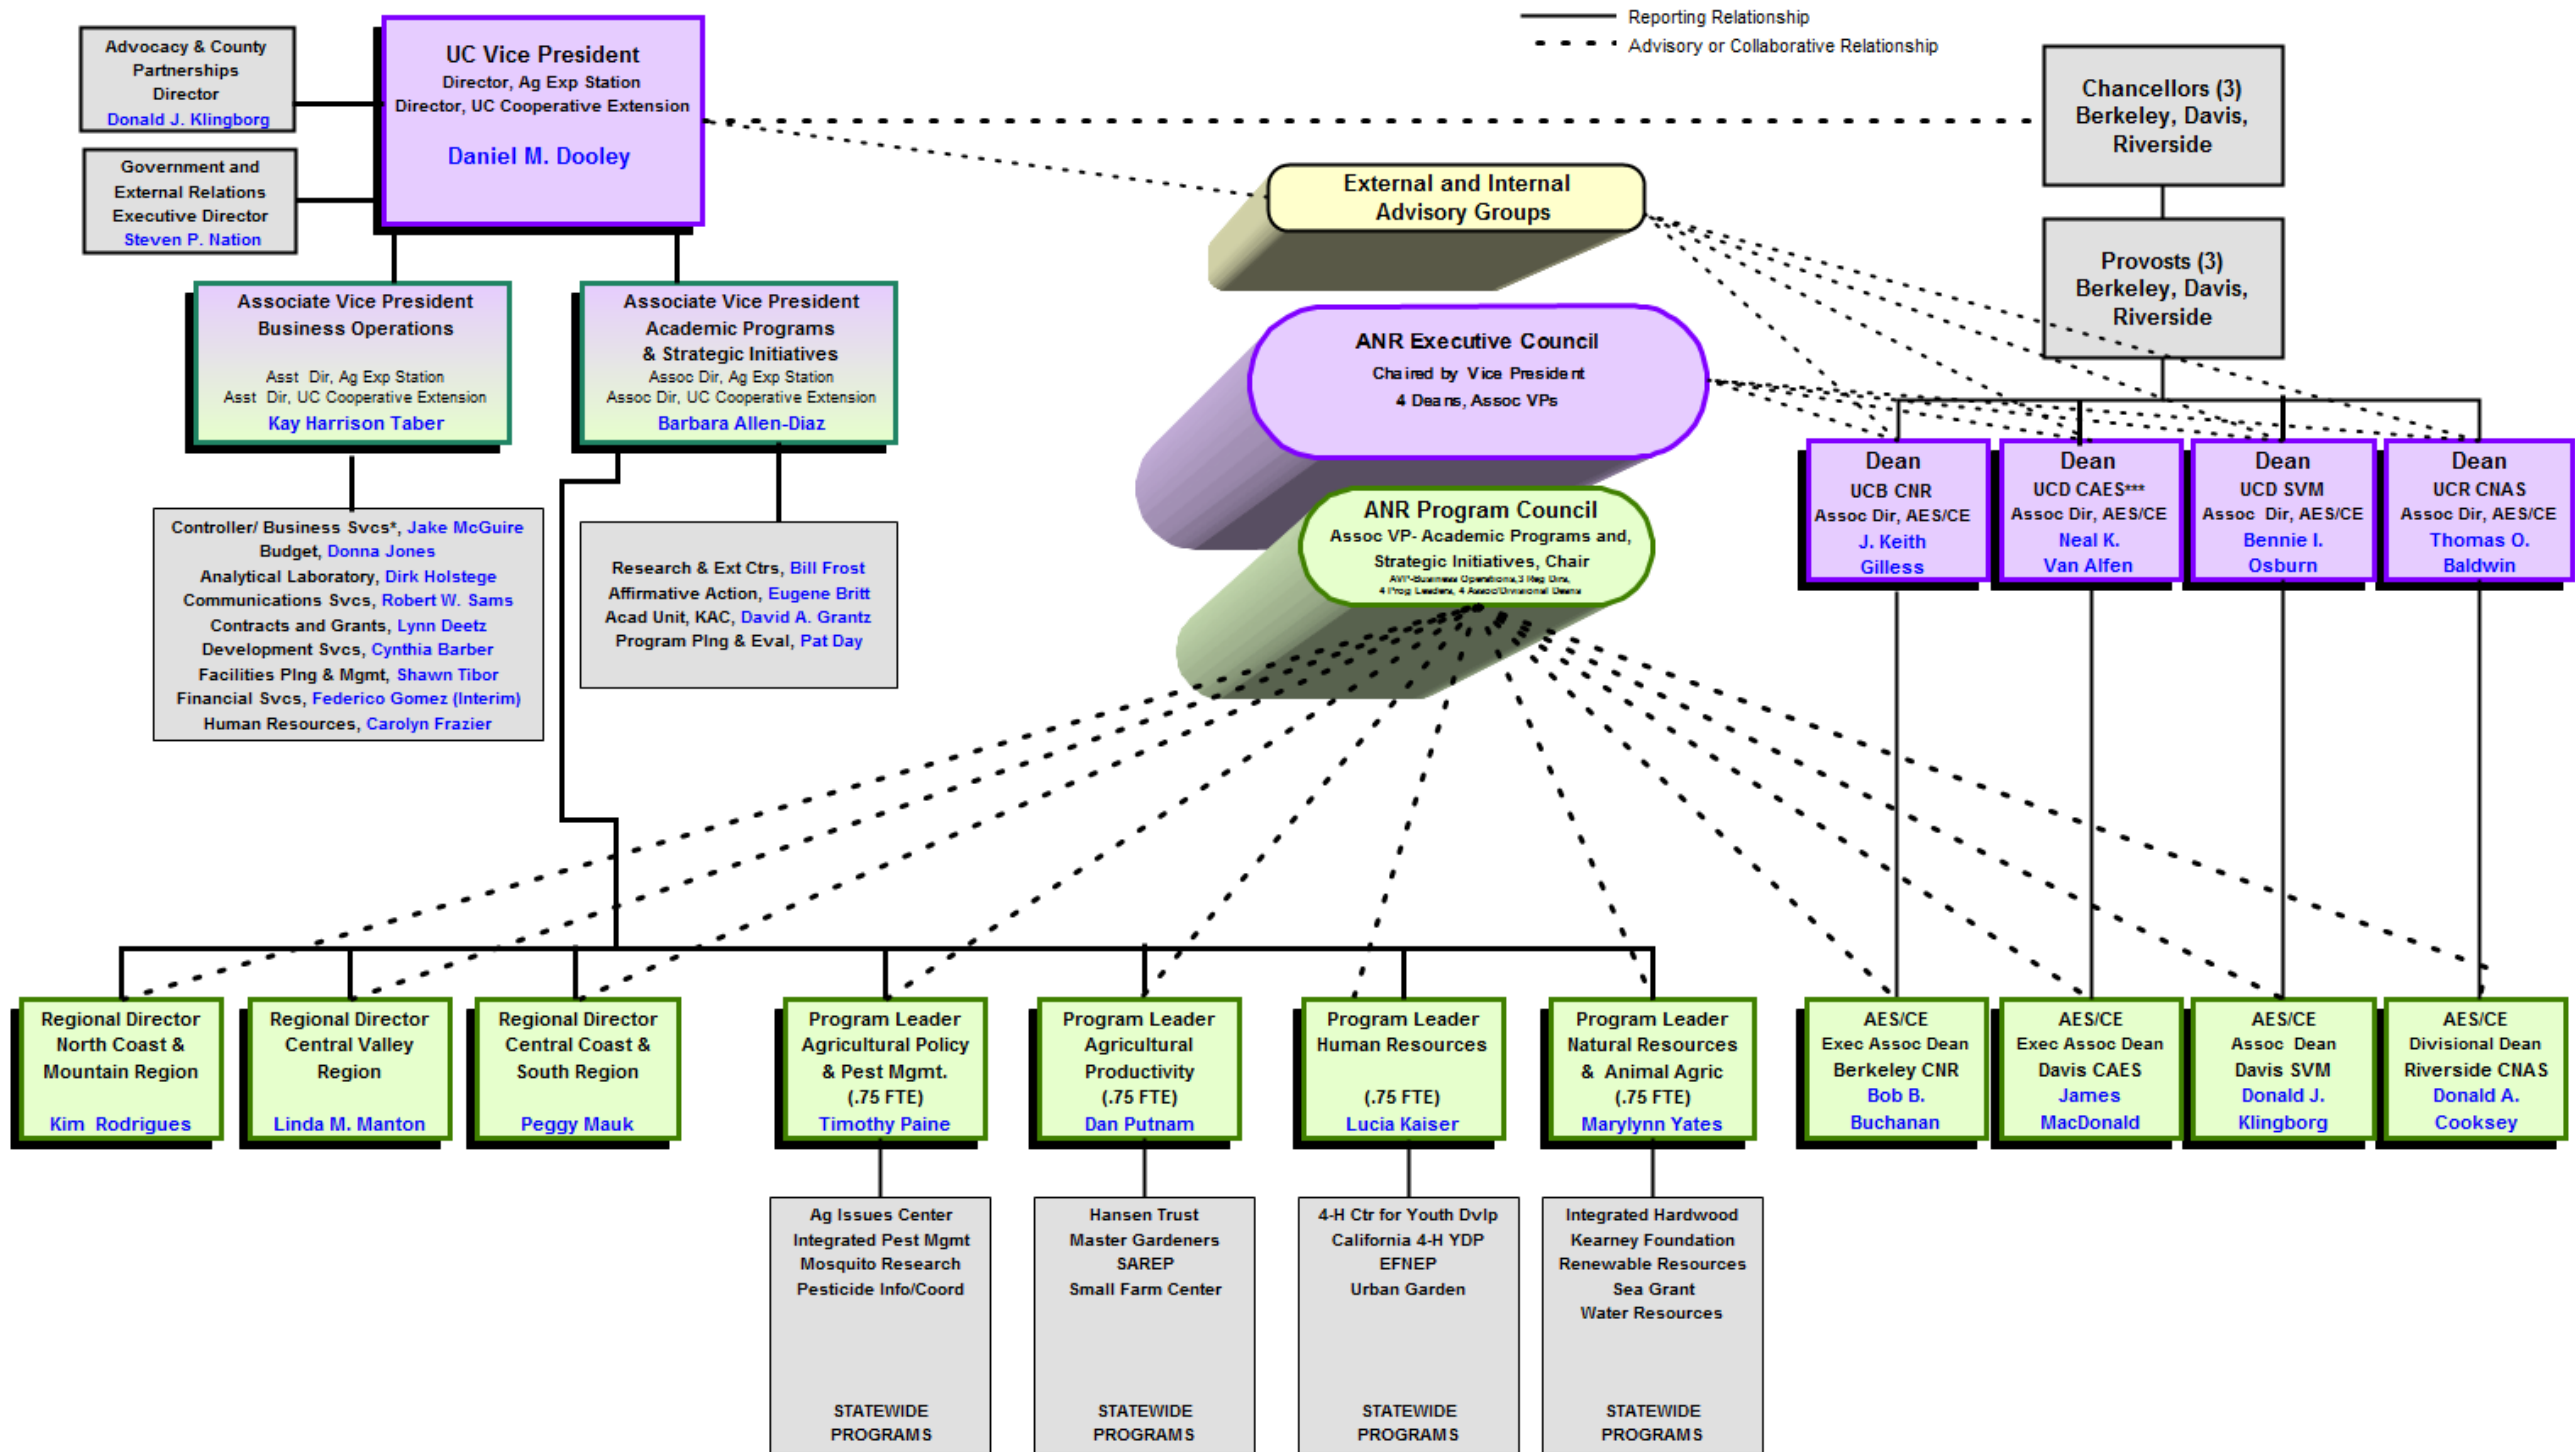 Reporting Relationship
Advisory or Collaborative Relationship
Advocacy & County
Partnerships
Director
Donald J. Klingborg
UC Vice President
Director, Ag Exp Station
Director, UC Cooperative Extension
Daniel M. Dooley
Government and
External Relations
Executive Director
Steven P. Nation
Chancellors (3)
Berkeley, Davis,
Riverside
External and Internal
Advisory Groups
Provosts (3)
Berkeley, Davis,
Riverside
Associate Vice President
Business Operations
Asst Dir, Ag Exp Station
Asst Dir, UC Cooperative Extension
Kay Harrison Taber
Associate Vice President
Academic Programs
& Strategic Initiatives
Assoc Dir, Ag Exp Station
Assoc Dir, UC Cooperative Extension
Barbara Allen-Diaz
ANR Executive Council
Chaired by Vice President
4 Deans, Assoc VPs
Dean
UCB CNR
Assoc Dir, AES/CE
J. Keith
Gilless
Dean
UCD CAES***
Assoc Dir, AES/CE
Neal K.
Van Alfen
Dean
UCD SVM
Assoc Dir, AES/CE
Bennie I.
Osburn
Dean
UCR CNAS
Assoc Dir, AES/CE
Thomas O.
Baldwin
Controller/ Business Svcs*, Jake McGuire
Budget, Donna Jones
Analytical Laboratory, Dirk Holstege
Communications Svcs, Robert W. Sams
Contracts and Grants, Lynn Deetz
Development Svcs, Cynthia Barber
Facilities Plng & Mgmt, Shawn Tibor
Financial Svcs, Federico Gomez (Interim)
Human Resources, Carolyn Frazier
Research & Ext Ctrs, Bill Frost
Affirmative Action, Eugene Britt
Acad Unit, KAC, David A. Grantz
Program Plng & Eval, Pat Day
ANR Program Council
Assoc VP- Academic Programs and,
Strategic Initiatives, Chair
AVP-Business Operations, 3 Reg Dirs,
4 Prog Leaders, 4 Assoc/Divisional Deans
Regional Director
North Coast &
Mountain Region
Kim Rodrigues
Regional Director
Central Valley
Region
Linda M. Manton
Regional Director
Central Coast &
South Region
Peggy Mauk
Program Leader
Agricultural Policy
& Pest Mgmt.
(.75 FTE)
Timothy Paine
Program Leader
Agricultural
Productivity
(.75 FTE)
Dan Putnam
Program Leader
Human Resources
(.75 FTE)
Lucia Kaiser
Program Leader
Natural Resources
& Animal Agric
(.75 FTE)
Marylynn Yates
AES/CE
Exec Assoc Dean
Berkeley CNR
Bob B.
Buchanan
AES/CE
Exec Assoc Dean
Davis CAES
James
MacDonald
AES/CE
Assoc Dean
Davis SVM
Donald J.
Klingborg
AES/CE
Divisional Dean
Riverside CNAS
Donald A.
Cooksey
Ag Issues Center
Integrated Pest Mgmt
Mosquito Research
Pesticide Info/Coord
STATEWIDE
PROGRAMS
Hansen Trust
Master Gardeners
SAREP
Small Farm Center
STATEWIDE
PROGRAMS
4-H Ctr for Youth Dvlp
California 4-H YDP
EFNEP
Urban Garden
STATEWIDE
PROGRAMS
Integrated Hardwood
Kearney Foundation
Renewable Resources
Sea Grant
Water Resources
STATEWIDE
PROGRAMS